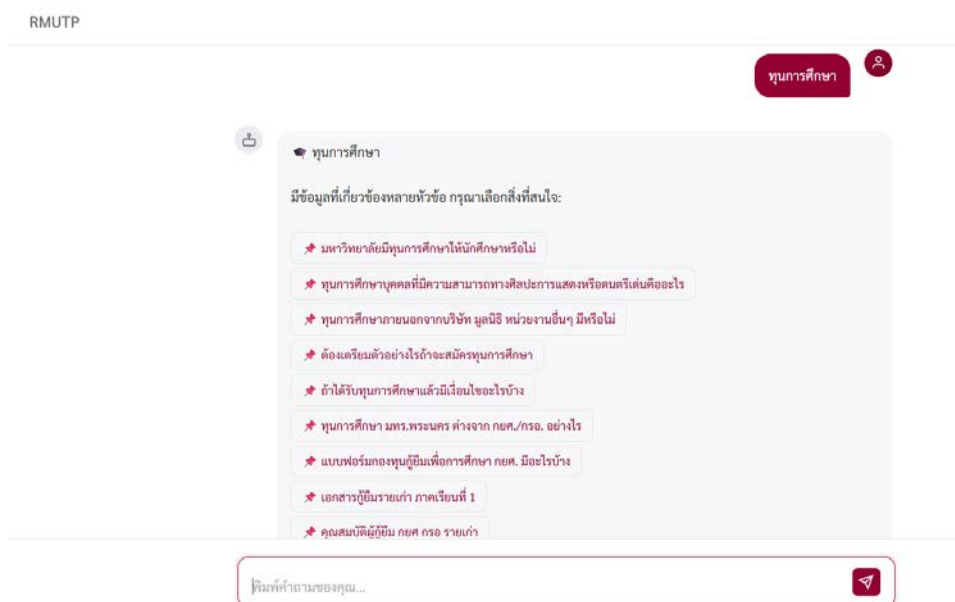 RMUTP
ทุนการศึกษา
ทุนการศึกษา
มีข้อมูลที่เกี่ยวข้องหลายหัวข้อ กรุณาเลือกสิ่งที่สนใจ:
มหาวิทยาลัยมีทุนการศึกษาให้นักศึกษาหรือไม่
ทุนการศึกษาบุคคลที่มีความสามารถทางศิลปะการแสดงหรือดนตรีเด่นคืออะไร
ทุนการศึกษาภายนอกจากบริษัท มูลนิธิ หน่วยงานอื่นๆ มีหรือไม่
ต้องเตรียมตัวอย่างไรถ้าจะสมัครทุนการศึกษา
ถ้าได้รับทุนการศึกษาแล้วมีเงื่อนไขอะไรบ้าง
ทุนการศึกษา มทร.พระนคร ต่างจาก กยศ./กรอ. อย่างไร
แบบฟอร์มกองทุนกู้ยืมเพื่อการศึกษา กยศ. มีอะไรบ้าง
เอกสารกู้ยืมรายเก่า ภาคเรียนที่ 1
คุณสมบัติผู้กู้ยืม กยศ กรอ รายเก่า
พิมพ์คำถามของคุณ...